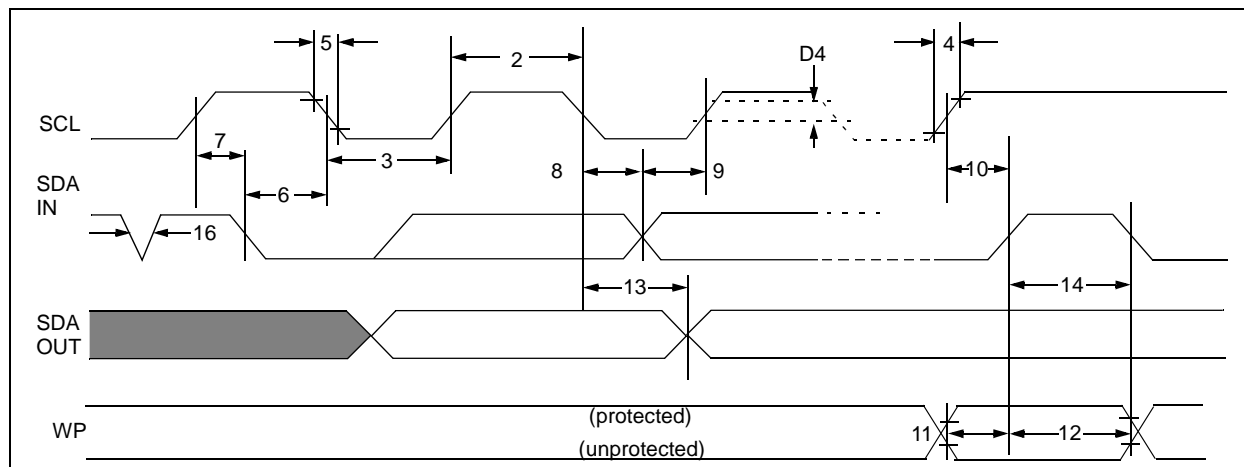 5
2
D4
4
SCL
7
3
8
9
10
SDA
IN
6
16
13
14
SDA
OUT
WP
(protected)
(unprotected)
11
12